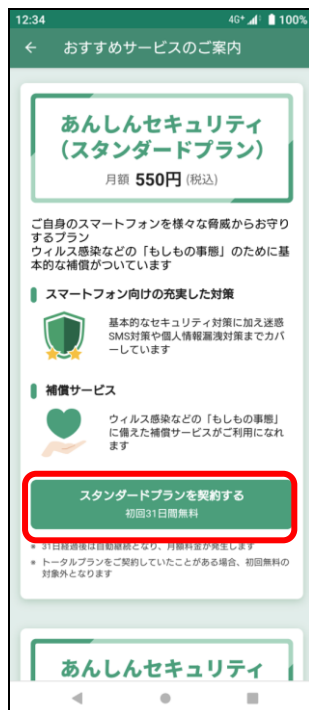 12:34 4G+ 100%
← おすすめサービスのご案内
あんしんセキュリティ
（スタンダードプラン）
月額 550円 (税込)
ご自身のスマートフォンを様々な脅威からお守り
するプラン
ウィルス感染などの「もしもの事態」のために基
本的な補償がついています
スマートフォン向けの充実した対策
基本的なセキュリティ対策に加え迷惑
SMS対策や個人情報漏洩対策までカバ
ーしています
補償サービス
ウィルス感染などの「もしもの事態」
に備えた補償サービスがご利用になれ
ます
スタンダードプランを契約する
初回31日間無料
* 31日経過後は自動継続となり、月額料金が発生します
* トータルプランをご契約していたことがある場合、初回無料の
対象外となります
あんしんセキュリティ